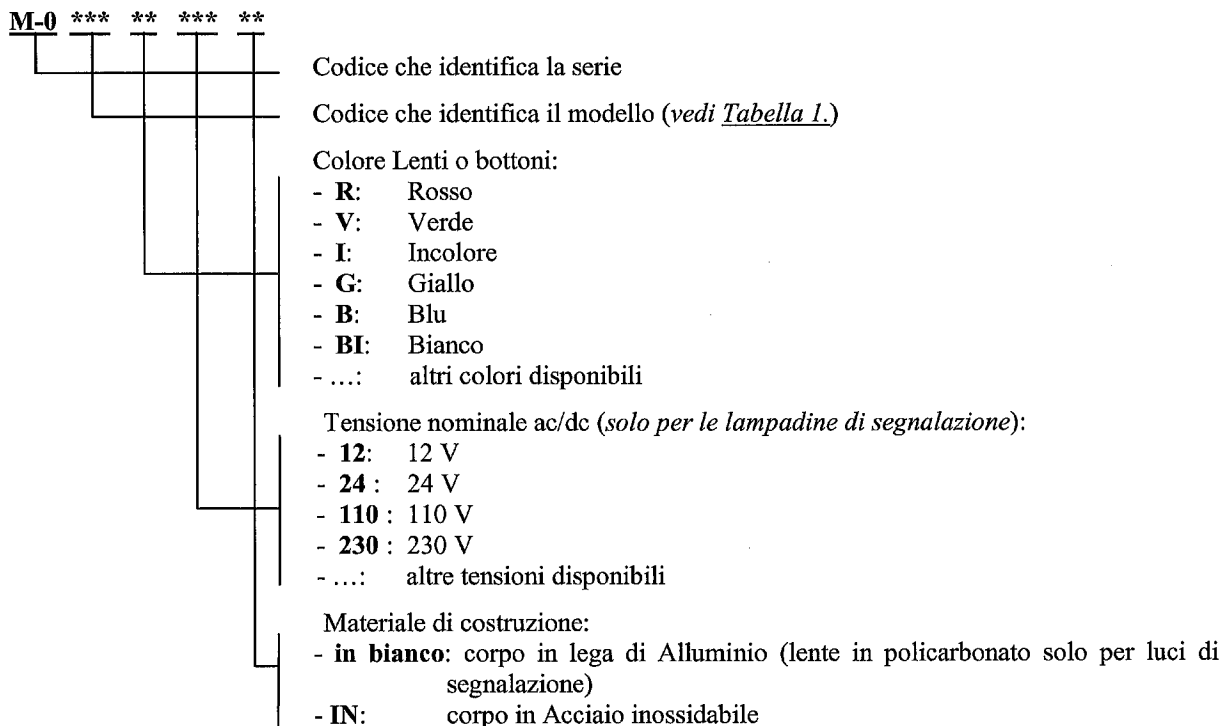 M-0 *** ** *** **
Codice che identifica la serie
Codice che identifica il modello (vedi Tabella 1.)
Colore Lenti o bottoni:
- R: Rosso
- V: Verde
- I: Incolore
- G: Giallo
- B: Blu
- BI: Bianco
- ...: altri colori disponibili
Tensione nominale ac/dc (solo per le lampadine di segnalazione):
- 12: 12 V
- 24 : 24 V
- 110 : 110 V
- 230 : 230 V
- ...: altre tensioni disponibili
Materiale di costruzione:
- in bianco: corpo in lega di Alluminio (lente in policarbonato solo per luci di
segnalazione)
- IN: corpo in Acciaio inossidabile